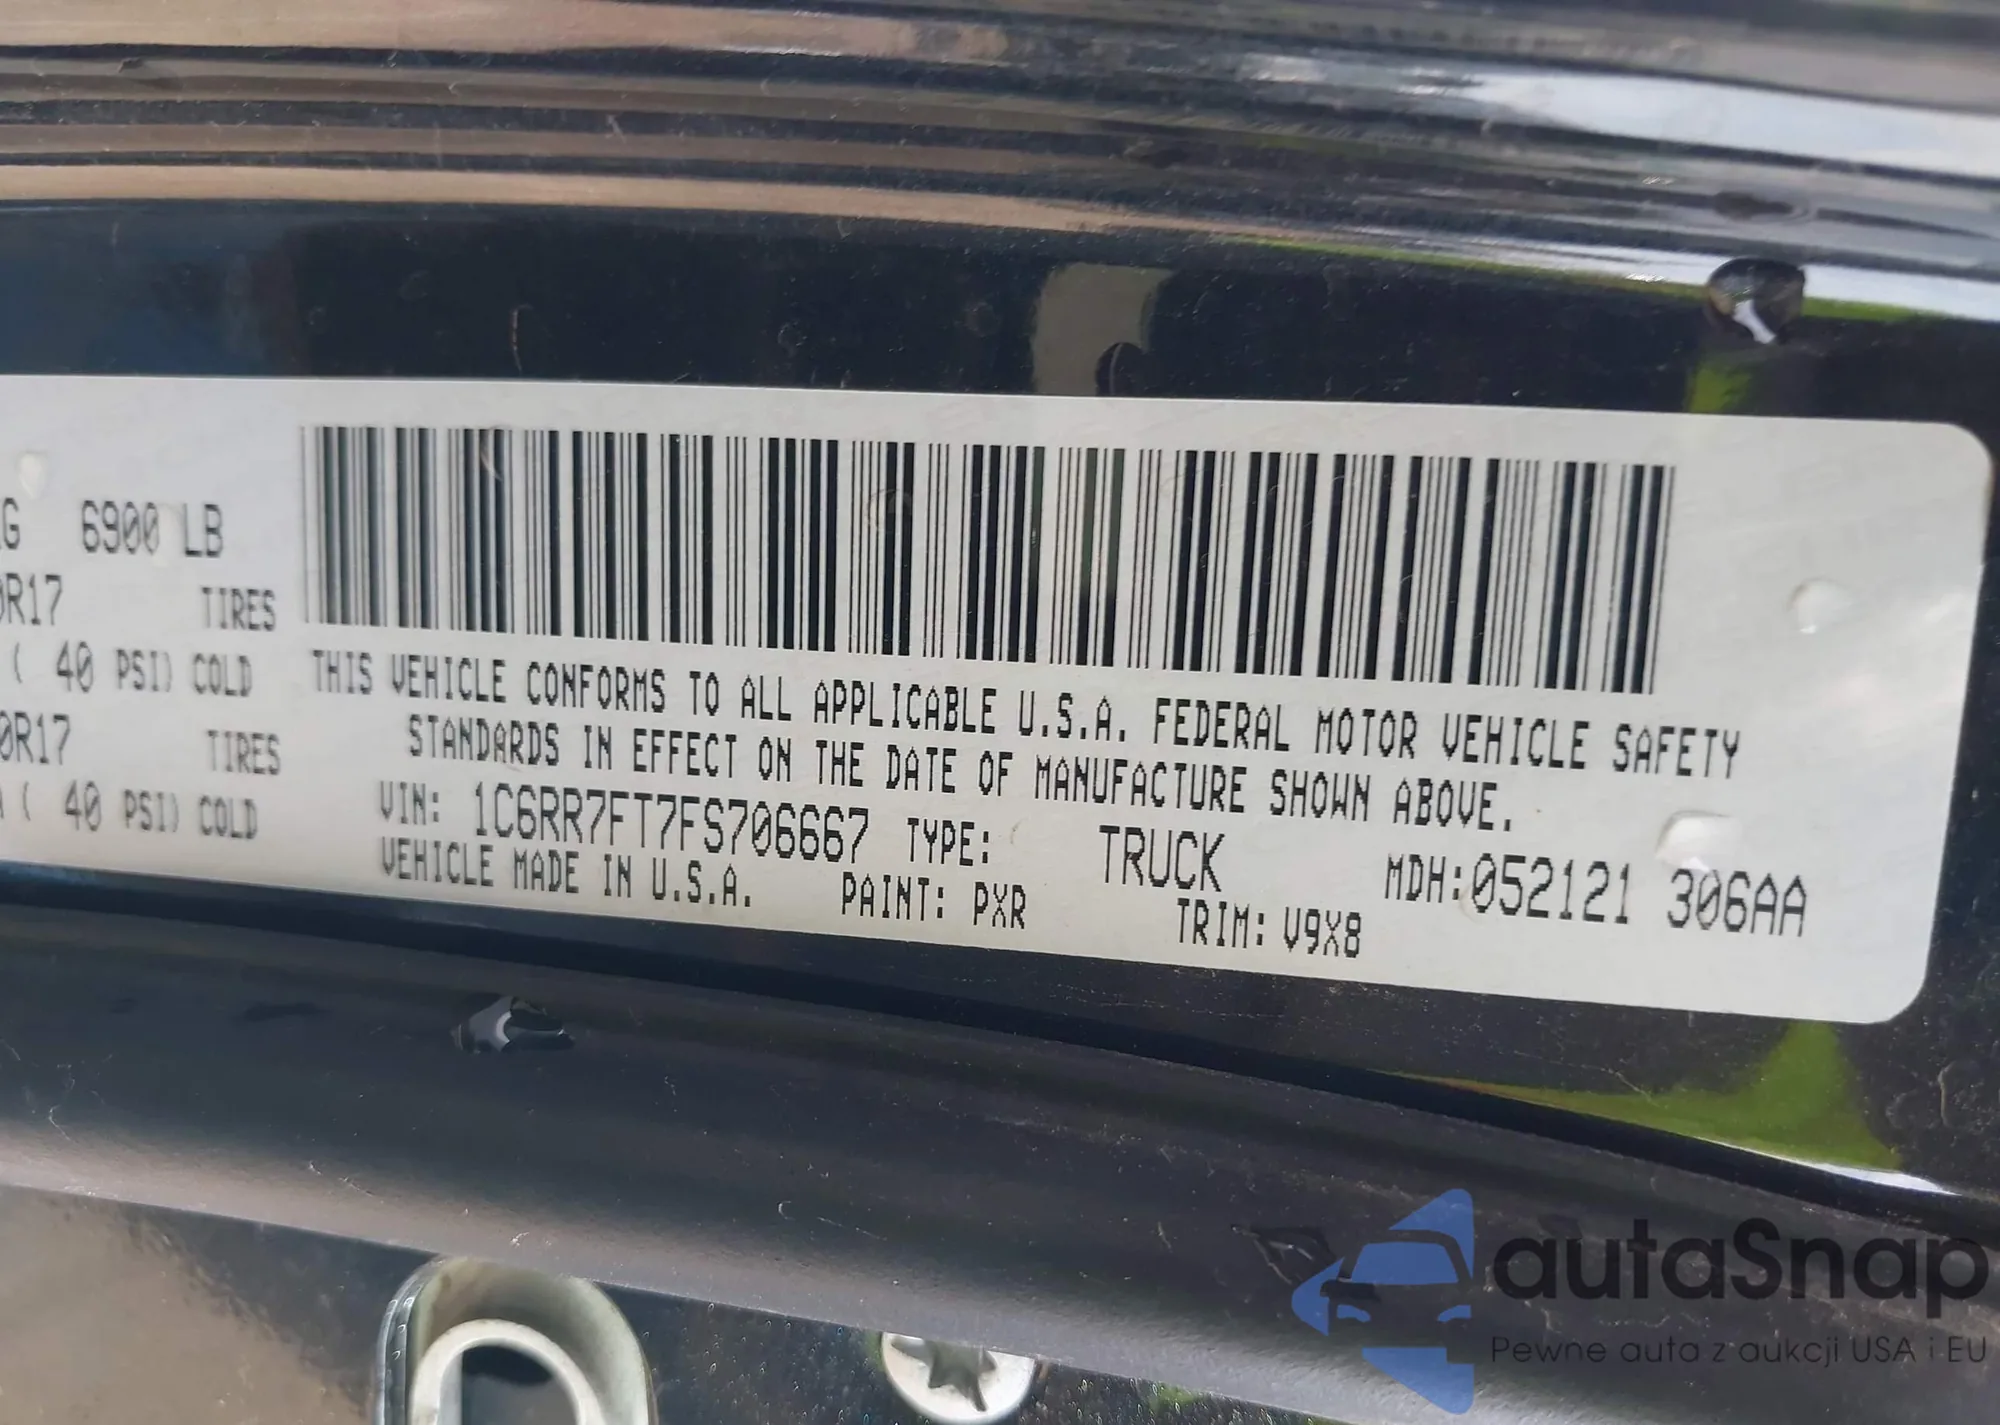 6900 LB
R17 TIRES
( 40 PSI) COLD
0R17 TIRES
( 40 PSI) COLD
THIS VEHICLE CONFORMS TO ALL APPLICABLE U.S.A. FEDERAL MOTOR VEHICLE SAFETY
STANDARDS IN EFFECT ON THE DATE OF MANUFACTURE SHOWN ABOVE.
VIN: 1C6RR7FT7FS706667 TYPE: TRUCK MDH:052121 306AA
VEHICLE MADE IN U.S.A. PAINT: PXR TRIM: V9X8
autaSnap
Pewne auta z aukcji USA i EU